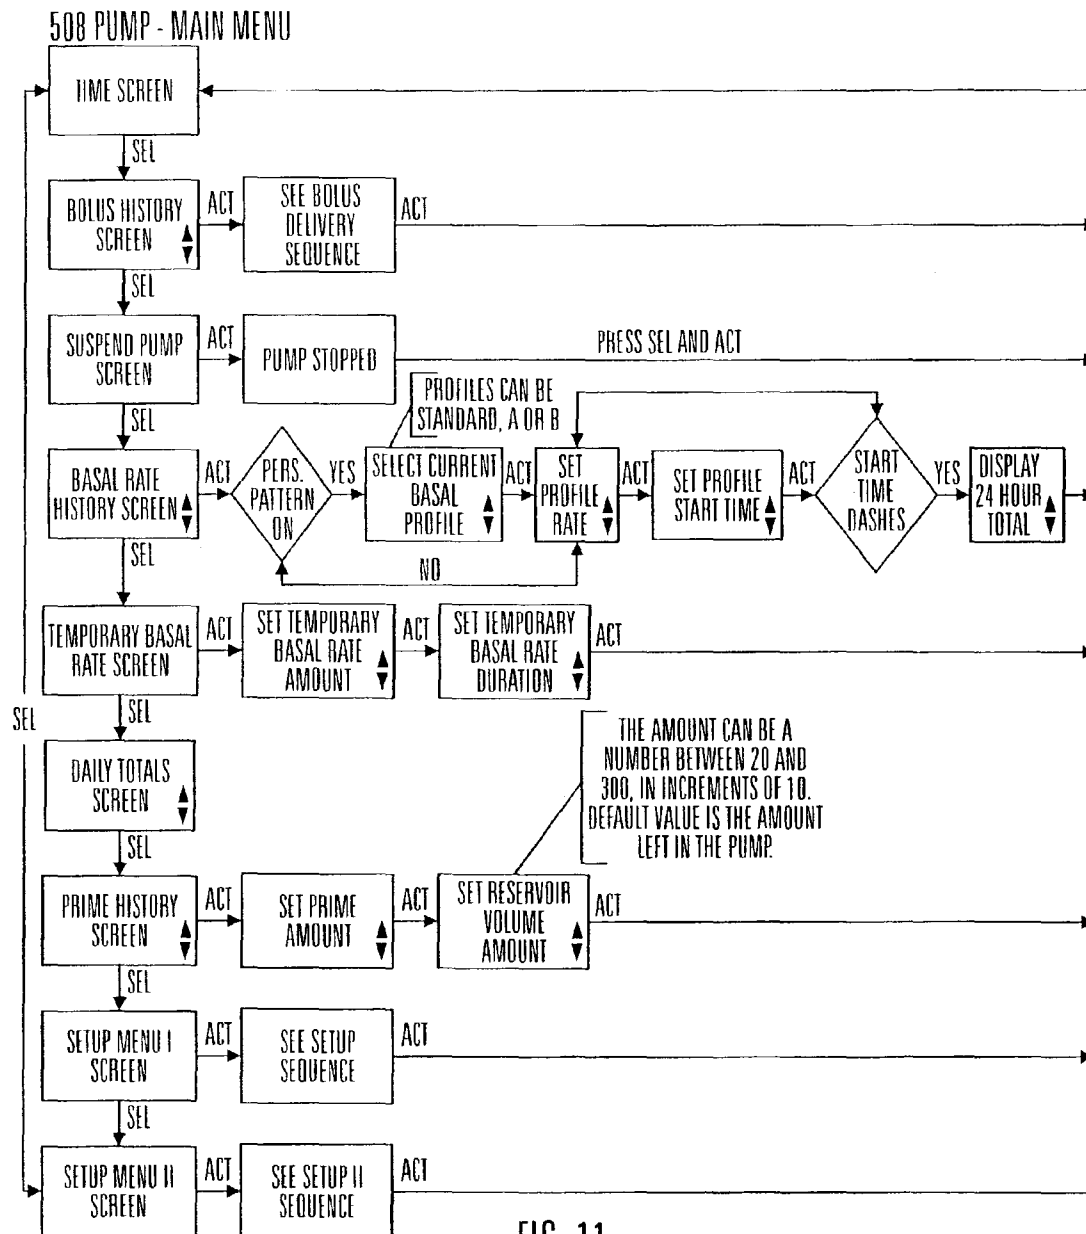 508 PUMP - MAIN MENU
TIME SCREEN
SEL
BOLUS HISTORY
SCREEN
ACT
SEE BOLUS
DELIVERY
SEQUENCE
ACT
SEL
SUSPEND PUMP
SCREEN
ACT
PUMP STOPPED
PRESS SEL AND ACT
SEL
PROFILES CAN BE
STANDARD, A OR B
BASAL RATE
HISTORY SCREEN
ACT
PERS.
PATTERN
ON
YES
SELECT CURRENT
BASAL
PROFILE
ACT
SET
PROFILE
RATE
ACT
SET PROFILE
START TIME
ACT
START
TIME
DASHES
YES
DISPLAY
24 HOUR
TOTAL
NO
SEL
TEMPORARY BASAL
RATE SCREEN
ACT
SET TEMPORARY
BASAL RATE
AMOUNT
ACT
SET TEMPORARY
BASAL RATE
DURATION
ACT
SEL
SEL
DAILY TOTALS
SCREEN
THE AMOUNT CAN BE A
NUMBER BETWEEN 20 AND
300, IN INCREMENTS OF 10.
DEFAULT VALUE IS THE AMOUNT
LEFT IN THE PUMP.
SEL
PRIME HISTORY
SCREEN
ACT
SET PRIME
AMOUNT
ACT
SET RESERVOIR
VOLUME
AMOUNT
ACT
SEL
SETUP MENU I
SCREEN
ACT
SEE SETUP
SEQUENCE
ACT
SEL
SETUP MENU II
SCREEN
ACT
SEE SETUP II
SEQUENCE
ACT
FIG. 11